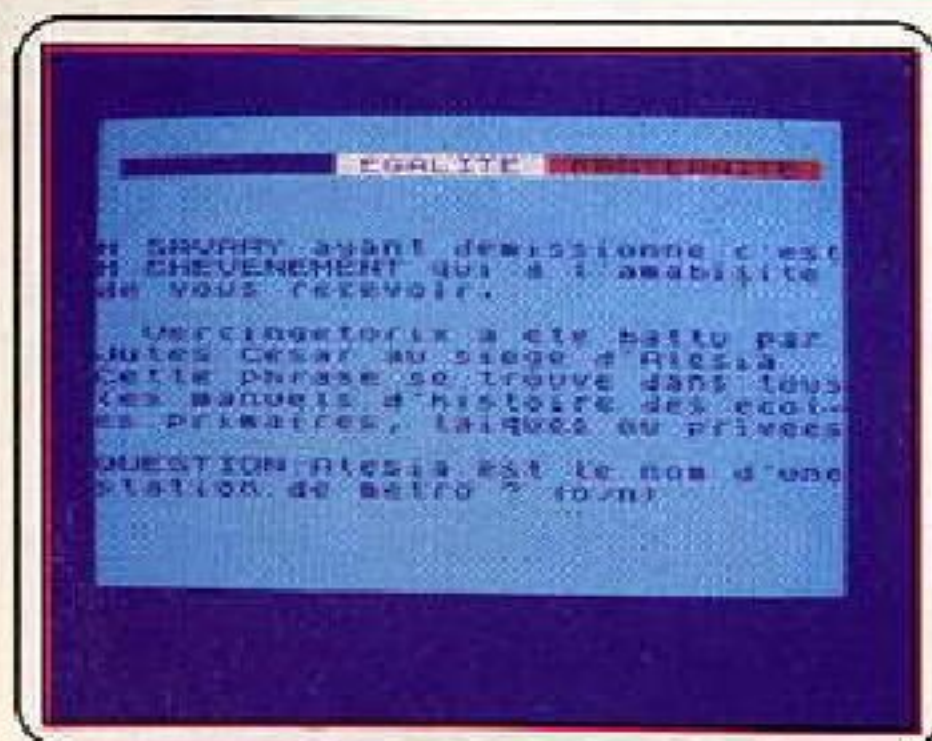 EGALITE
M SAVARY ayant demissionne c'est
M CHEVENEMENT qui a l'amabilite
de vous recevoir.
Vercingetorix a ete battu par
Jules Cesar au siege d'Alesia
Cette phrase se trouve dans tous
les manuels d'histoire des ecol-
es primaires, laiques ou privees
QUESTION:Alesia est le nom d'une
station de metro ? (o/n)